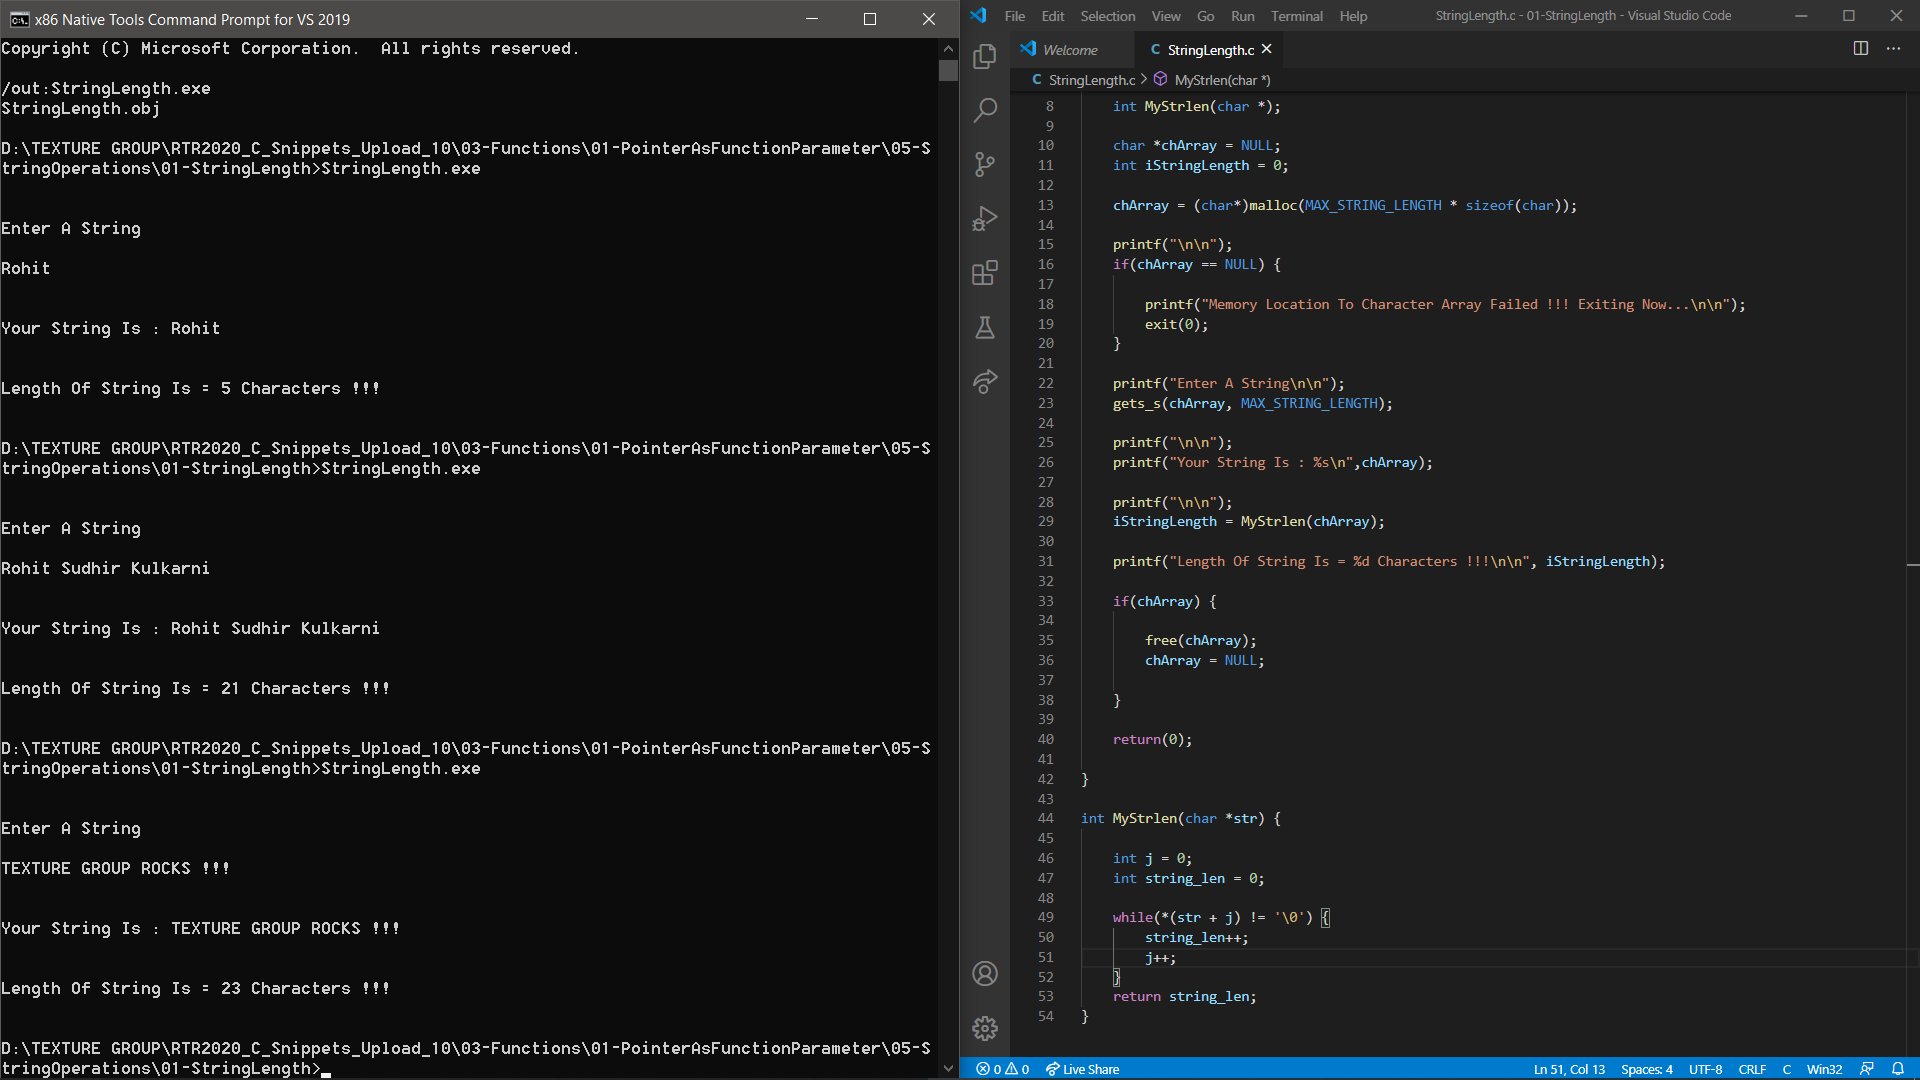 x86 Native Tools Command Prompt for VS 2019
Copyright (C) Microsoft Corporation.  All rights reserved.
/out:StringLength.exe
StringLength.obj
D:\TEXTURE GROUP\RTR2020_C_Snippets_Upload_10\03-Functions\01-PointerAsFunctionParameter\05-S
tringOperations\01-StringLength>StringLength.exe
Enter A String
Rohit
Your String Is : Rohit
Length Of String Is = 5 Characters !!!
D:\TEXTURE GROUP\RTR2020_C_Snippets_Upload_10\03-Functions\01-PointerAsFunctionParameter\05-S
tringOperations\01-StringLength>StringLength.exe
Enter A String
Rohit Sudhir Kulkarni
Your String Is : Rohit Sudhir Kulkarni
Length Of String Is = 21 Characters !!!
D:\TEXTURE GROUP\RTR2020_C_Snippets_Upload_10\03-Functions\01-PointerAsFunctionParameter\05-S
tringOperations\01-StringLength>StringLength.exe
Enter A String
TEXTURE GROUP ROCKS !!!
Your String Is : TEXTURE GROUP ROCKS !!!
Length Of String Is = 23 Characters !!!
D:\TEXTURE GROUP\RTR2020_C_Snippets_Upload_10\03-Functions\01-PointerAsFunctionParameter\05-S
tringOperations\01-StringLength>
File Edit Selection View Go Run Terminal Help StringLength.c - 01-StringLength - Visual Studio Code
Welcome C StringLength.c
C StringLength.c > MyStrlen(char *)
8 int MyStrlen(char *);
9
10 char *chArray = NULL;
11 int iStringLength = 0;
12
13 chArray = (char*)malloc(MAX_STRING_LENGTH * sizeof(char));
14
15 printf("\n\n");
16 if(chArray == NULL) {
17
18 printf("Memory Location To Character Array Failed !!! Exiting Now...\n\n");
19 exit(0);
20 }
21
22 printf("Enter A String\n\n");
23 gets_s(chArray, MAX_STRING_LENGTH);
24
25 printf("\n\n");
26 printf("Your String Is : %s\n",chArray);
27
28 printf("\n\n");
29 iStringLength = MyStrlen(chArray);
30
31 printf("Length Of String Is = %d Characters !!!\n\n", iStringLength);
32
33 if(chArray) {
34
35 free(chArray);
36 chArray = NULL;
37
38 }
39
40 return(0);
41
42 }
43
44 int MyStrlen(char *str) {
45
46 int j = 0;
47 int string_len = 0;
48
49 while(*(str + j) != '\0') {
50 string_len++;
51 j++;
52 }
53 return string_len;
54 }
0 0 Live Share Ln 51, Col 13 Spaces: 4 UTF-8 CRLF C Win32